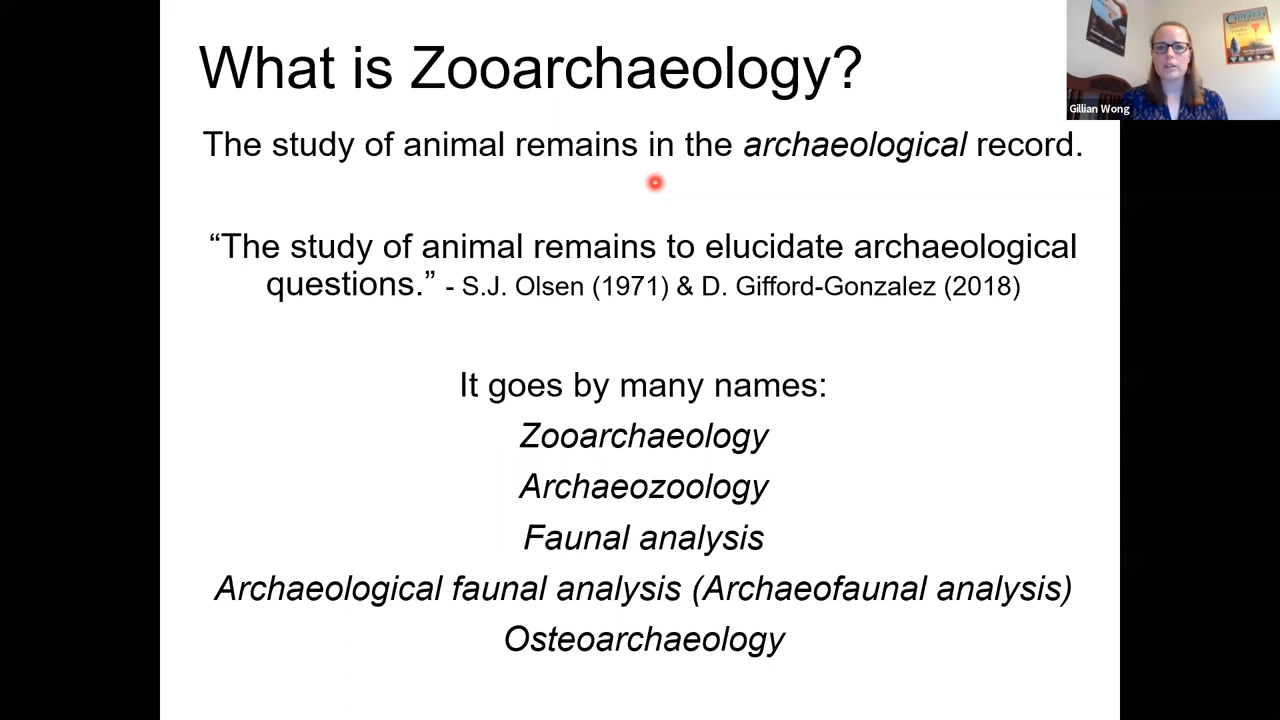 What is Zooarchaeology?
Gillian Wong
The study of animal remains in the archaeological record.
“The study of animal remains to elucidate archaeological
questions.” - S.J. Olsen (1971) & D. Gifford-Gonzalez (2018)
It goes by many names:
Zooarchaeology
Archaeozoology
Faunal analysis
Archaeological faunal analysis (Archaeofaunal analysis)
Osteoarchaeology